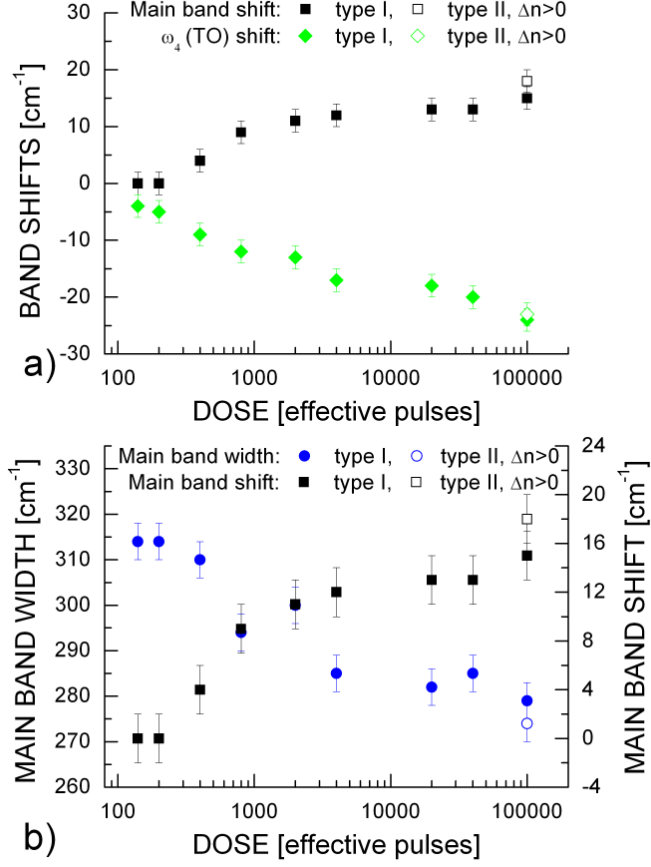 Main band shift: ■ type I, □ type II, Δn>0
ω₄ (TO) shift: ◆ type I, ◇ type II, Δn>0
30
20
10
0
-10
-20
-30
BAND SHIFTS [cm⁻¹]
100 1000 10000 100000
DOSE [effective pulses]
a)
Main band width: ● type I, ○ type II, Δn>0
Main band shift: ■ type I, □ type II, Δn>0
330
320
310
300
290
280
270
260
MAIN BAND WIDTH [cm⁻¹]
24
20
16
12
8
4
0
-4
MAIN BAND SHIFT [cm⁻¹]
100 1000 10000 100000
DOSE [effective pulses]
b)